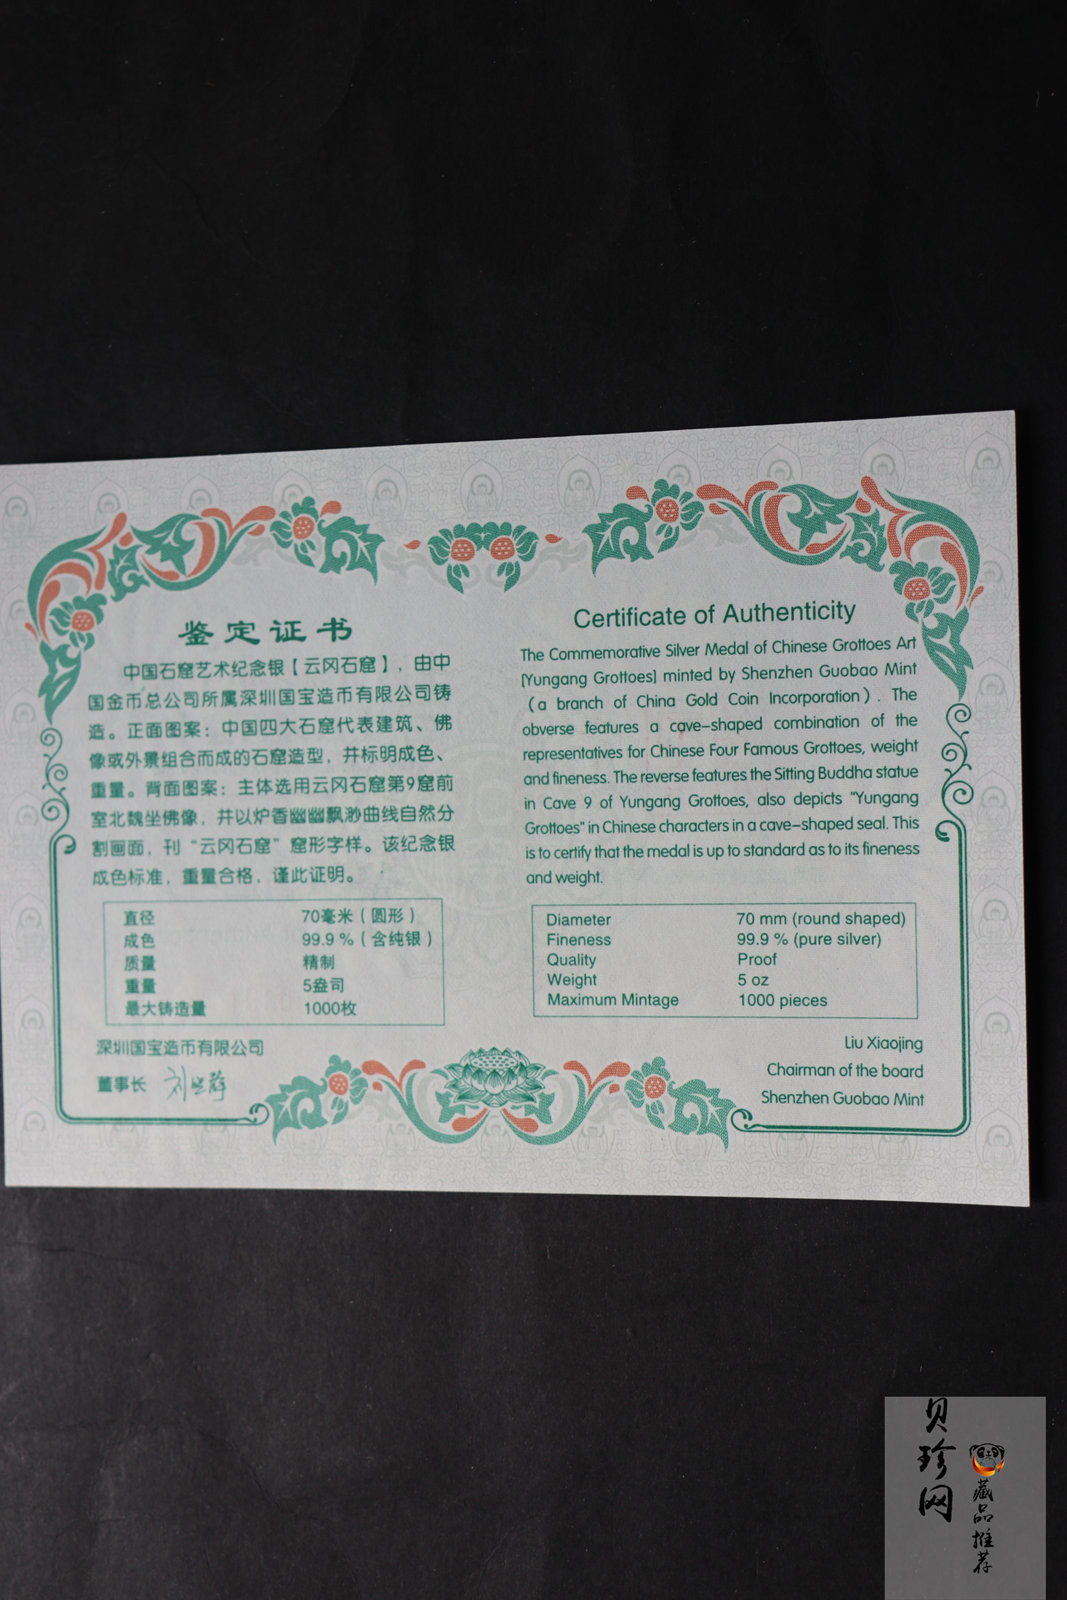 鉴定证书
中国石窟艺术纪念银【云冈石窟】，由中
国金币总公司所属深圳国宝造币有限公司铸
造。正面图案：中国四大石窟代表建筑、佛
像或外景组合而成的石窟造型，并标明成色、
重量。背面图案：主体选用云冈石窟第9窟前
室北魏坐佛像，并以炉香幽幽飘渺曲线自然分
割画面，刊“云冈石窟”窟形字样。该纪念银
成色标准，重量合格，谨此证明。
直径 70毫米（圆形）
成色 99.9 %（含纯银）
质量 精制
重量 5盎司
最大铸造量 1000枚
深圳国宝造币有限公司
董事长 刘晓静
Certificate of Authenticity
The Commemorative Silver Medal of Chinese Grottoes Art
[Yungang Grottoes] minted by Shenzhen Guobao Mint
(a branch of China Gold Coin Incorporation). The
obverse features a cave-shaped combination of the
representatives for Chinese Four Famous Grottoes, weight
and fineness. The reverse features the Sitting Buddha statue
in Cave 9 of Yungang Grottoes, also depicts "Yungang
Grottoes" in Chinese characters in a cave-shaped seal. This
is to certify that the medal is up to standard as to its fineness
and weight.
Diameter 70 mm (round shaped)
Fineness 99.9 % (pure silver)
Quality Proof
Weight 5 oz
Maximum Mintage 1000 pieces
Liu Xiaojing
Chairman of the board
Shenzhen Guobao Mint
贝珍网
藏品推荐